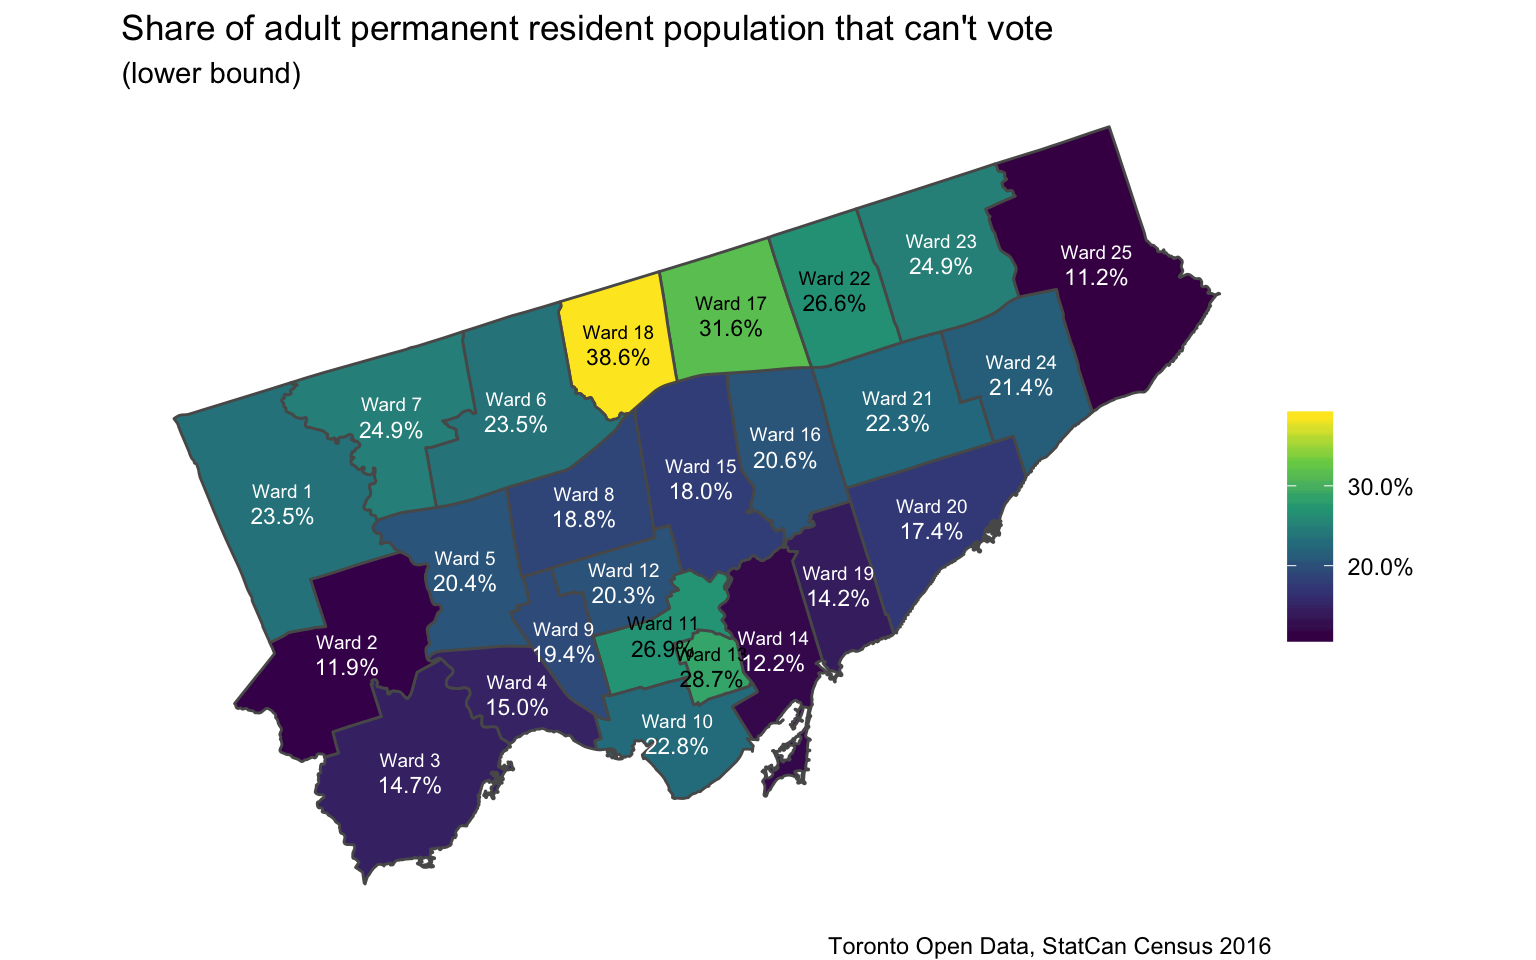 Share of adult permanent resident population that can't vote
(lower bound)
Ward 25
11.2%
Ward 23
24.9%
Ward 22
26.6%
Ward 17
31.6%
Ward 18
38.6%
Ward 24
21.4%
Ward 6
23.5%
Ward 7
24.9%
Ward 21
22.3%
Ward 16
20.6%
Ward 15
18.0%
Ward 1
23.5%
Ward 8
18.8%
Ward 20
17.4%
Ward 5
20.4%
Ward 12
20.3%
Ward 19
14.2%
Ward 11
26.9%
Ward 9
19.4%
Ward 14
12.2%
Ward 2
11.9%
Ward 13
28.7%
Ward 4
15.0%
Ward 10
22.8%
Ward 3
14.7%
30.0%
20.0%
Toronto Open Data, StatCan Census 2016